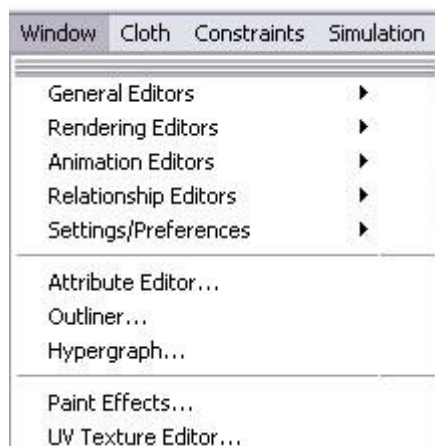 Window Cloth Constraints Simulation
General Editors
Rendering Editors
Animation Editors
Relationship Editors
Settings/Preferences
Attribute Editor...
Outliner...
Hypergraph...
Paint Effects...
UV Texture Editor...